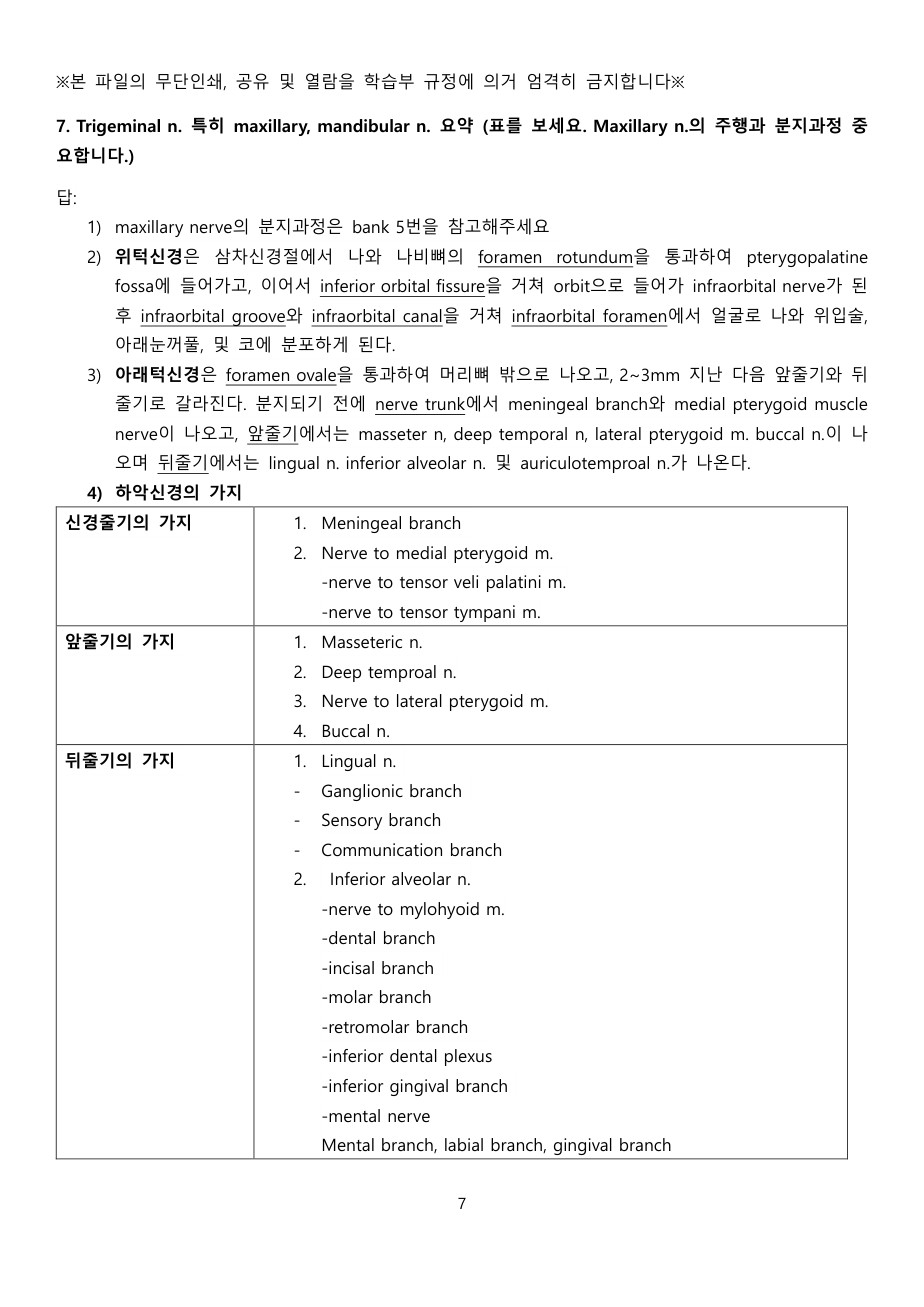 ※본 파일의 무단인쇄, 공유 및 열람을 학습부 규정에 의거 엄격히 금지합니다※
7. Trigeminal n. 특히 maxillary, mandibular n. 요약 (표를 보세요. Maxillary n.의 주행과 분지과정 중
요합니다.)
답:
1) maxillary nerve의 분지과정은 bank 5번을 참고해주세요
2) 위턱신경은 삼차신경절에서 나와 나비뼈의 foramen rotundum을 통과하여 pterygopalatine
fossa에 들어가고, 이어서 inferior orbital fissure을 거쳐 orbit으로 들어가 infraorbital nerve가 된
후 infraorbital groove와 infraorbital canal을 거쳐 infraorbital foramen에서 얼굴로 나와 위입술,
아래눈꺼풀, 및 코에 분포하게 된다.
3) 아래턱신경은 foramen ovale을 통과하여 머리뼈 밖으로 나오고, 2~3mm 지난 다음 앞줄기와 뒤
줄기로 갈라진다. 분지되기 전에 nerve trunk에서 meningeal branch와 medial pterygoid muscle
nerve이 나오고, 앞줄기에서는 masseter n, deep temporal n, lateral pterygoid m. buccal n.이 나
오며 뒤줄기에서는 lingual n. inferior alveolar n. 및 auriculotemproal n.가 나온다.
4) 하악신경의 가지
신경줄기의 가지
1. Meningeal branch
2. Nerve to medial pterygoid m.
-nerve to tensor veli palatini m.
-nerve to tensor tympani m.
앞줄기의 가지
1. Masseteric n.
2. Deep temproal n.
3. Nerve to lateral pterygoid m.
4. Buccal n.
뒤줄기의 가지
1. Lingual n.
- Ganglionic branch
- Sensory branch
- Communication branch
2. Inferior alveolar n.
-nerve to mylohyoid m.
-dental branch
-incisal branch
-molar branch
-retromolar branch
-inferior dental plexus
-inferior gingival branch
-mental nerve
Mental branch, labial branch, gingival branch
7